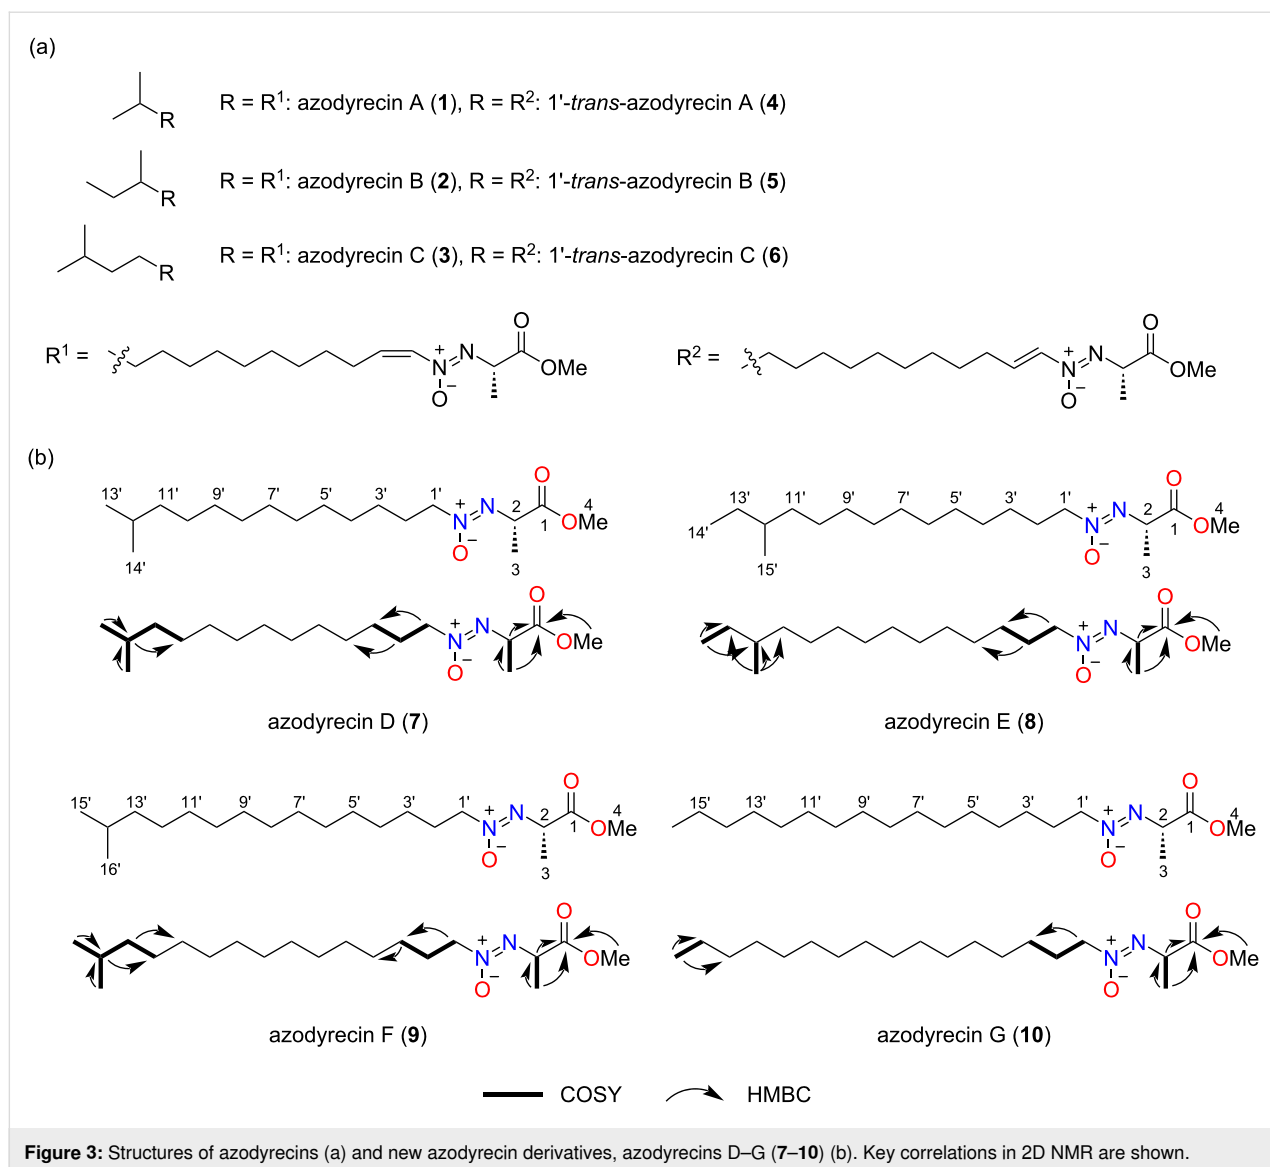 (a)
R
R = R¹: azodyrecin A (1), R = R²: 1'-trans-azodyrecin A (4)
R
R = R¹: azodyrecin B (2), R = R²: 1'-trans-azodyrecin B (5)
R
R = R¹: azodyrecin C (3), R = R²: 1'-trans-azodyrecin C (6)
R¹ = N + N O − O OMe
R² = N + N O − O OMe
(b)
13' 11' 9' 7' 5' 3' 1' + N N 2 O 4 OMe 1 O − 3 14'
13' 11' 9' 7' 5' 3' 1' + N N 2 O 4 OMe 1 O − 3 14' 15'
+ N N O OMe O −
+ N N O OMe O −
azodyrecin D (7)
azodyrecin E (8)
15' 13' 11' 9' 7' 5' 3' 1' + N N 2 O 4 OMe 1 O − 3 16'
15' 13' 11' 9' 7' 5' 3' 1' + N N 2 O 4 OMe 1 O − 3
+ N N O OMe O −
+ N N O OMe O −
azodyrecin F (9)
azodyrecin G (10)
COSY HMBC
Figure 3: Structures of azodyrecins (a) and new azodyrecin derivatives, azodyrecins D–G (7–10) (b). Key correlations in 2D NMR are shown.